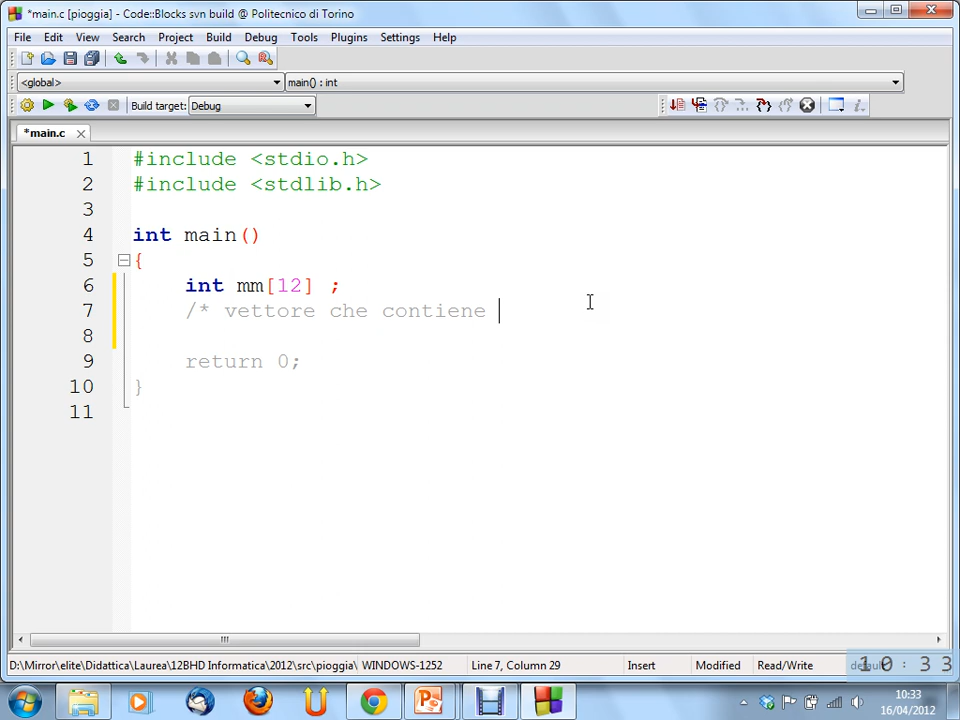 *main.c [pioggia] - Code::Blocks svn build @ Politecnico di Torino
File Edit View Search Project Build Debug Tools Plugins Settings Help
<global> main() : int
Build target: Debug
*main.c
1 #include <stdio.h>
2 #include <stdlib.h>
3
4 int main()
5 {
6 int mm[12] ;
7 /* vettore che contiene
8
9 return 0;
10 }
11
D:\Mirror\elite\Didattica\Laurea\12BHD Informatica\2012\src\pioggia\ WINDOWS-1252 Line 7, Column 29 Insert Modified Read/Write default
10:33
10:33
16/04/2012